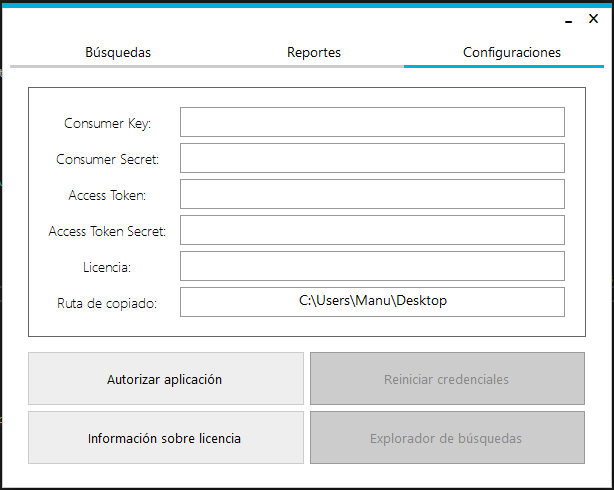 Búsquedas Reportes Configuraciones
Consumer Key:
Consumer Secret:
Access Token:
Access Token Secret:
Licencia:
Ruta de copiado: C:\Users\Manu\Desktop
Autorizar aplicación Reiniciar credenciales
Información sobre licencia Explorador de búsquedas